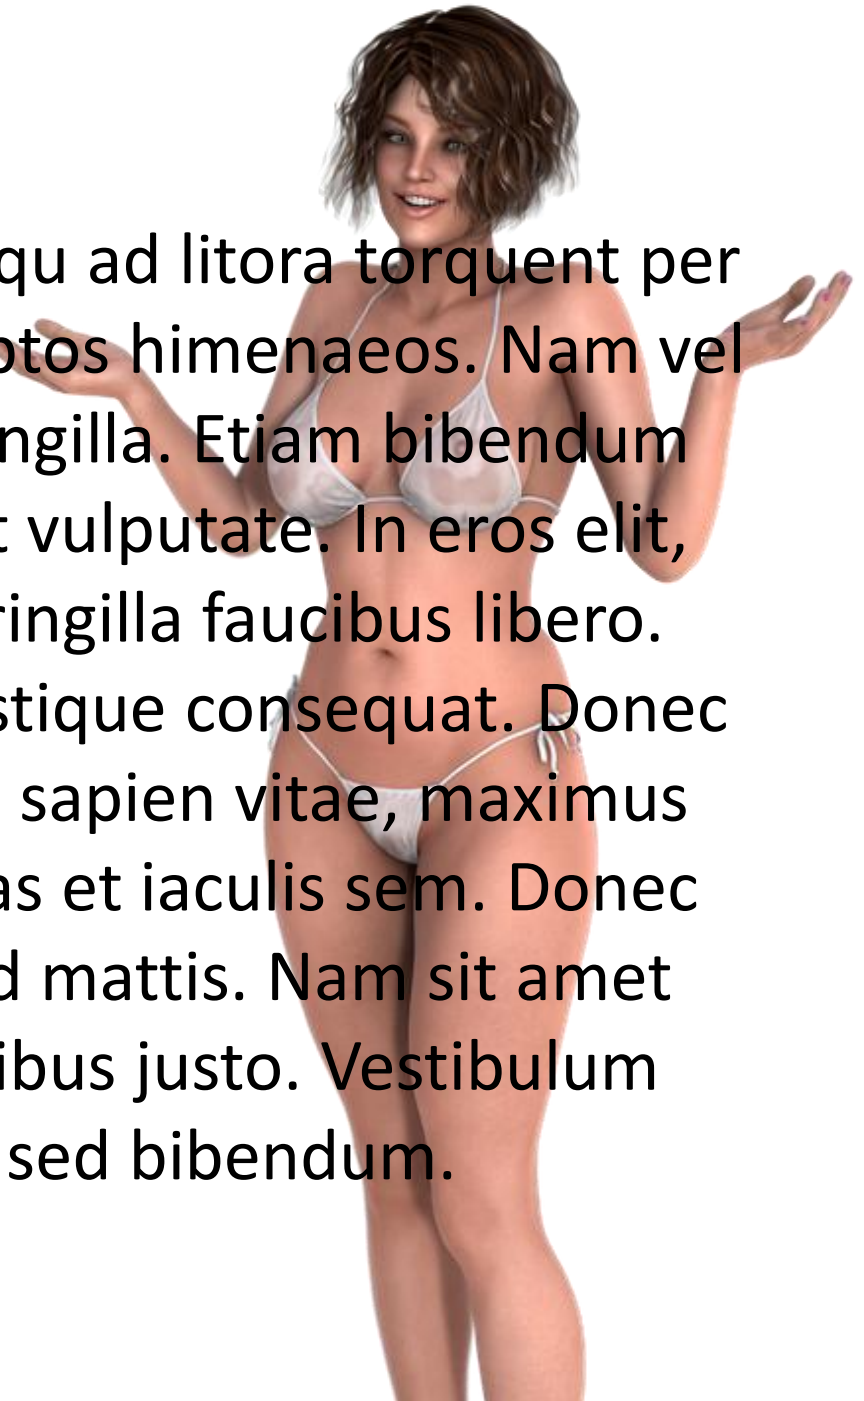 qu ad litora torquent per
ptos himenaeos. Nam vel
ngilla. Etiam bibendum
t vulputate. In eros elit,
ringilla faucibus libero.
stique consequat. Donec
sapien vitae, maximus
as et iaculis sem. Donec
d mattis. Nam sit amet
ibus justo. Vestibulum
sed bibendum.